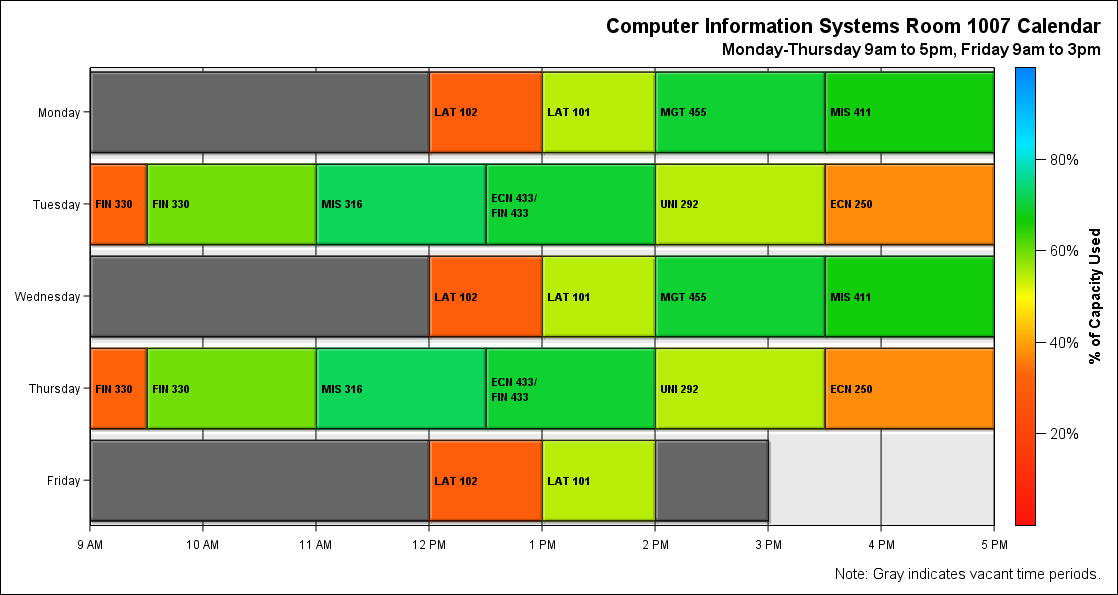 Computer Information Systems Room 1007 Calendar
Monday-Thursday 9am to 5pm, Friday 9am to 3pm
Monday
LAT 102
LAT 101
MGT 455
MIS 411
Tuesday
FIN 330
FIN 330
MIS 316
ECN 433/
FIN 433
UNI 292
ECN 250
Wednesday
LAT 102
LAT 101
MGT 455
MIS 411
Thursday
FIN 330
FIN 330
MIS 316
ECN 433/
FIN 433
UNI 292
ECN 250
Friday
LAT 102
LAT 101
9 AM
10 AM
11 AM
12 PM
1 PM
2 PM
3 PM
4 PM
5 PM
80%
60%
40%
20%
% of Capacity Used
Note: Gray indicates vacant time periods.